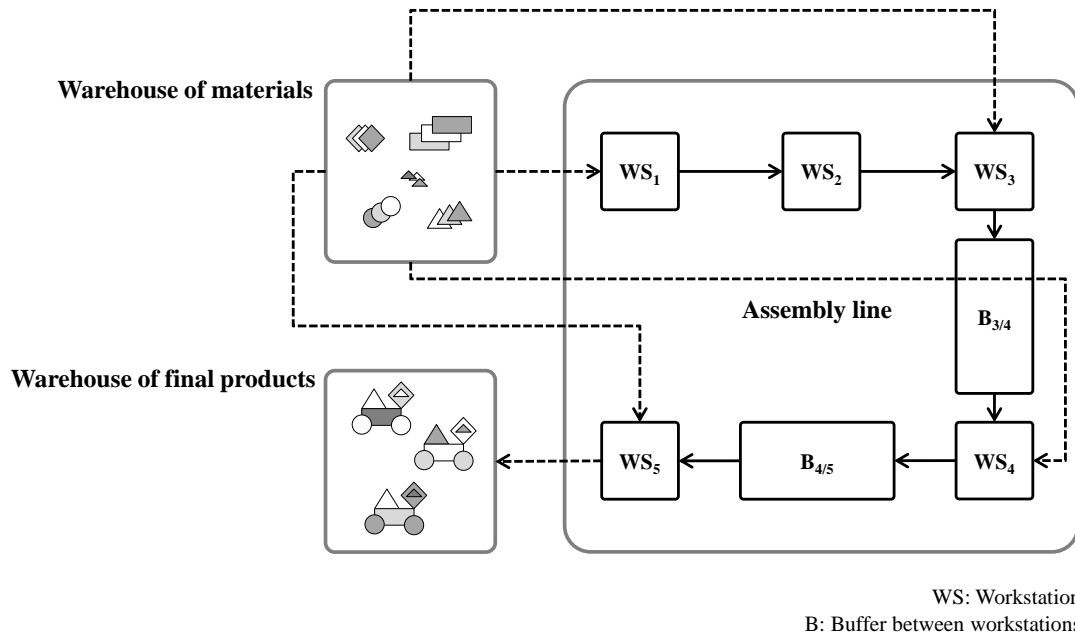 Warehouse of materials
WS1
WS2
WS3
Assembly line
B3/4
Warehouse of final products
WS5
B4/5
WS4
WS: Workstation
B: Buffer between workstations